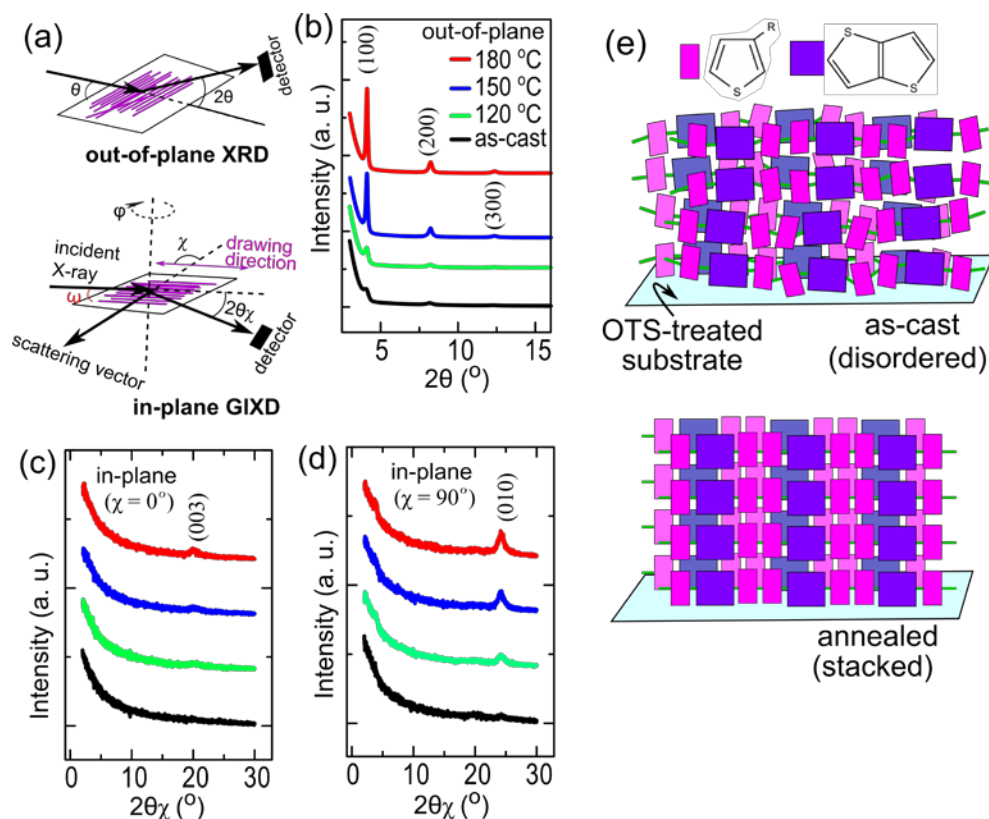 (a)
θ
2θ
detector
out-of-plane XRD
φ
incident
X-ray
χ
drawing
direction
ω
2θχ
detector
scattering vector
in-plane GIXD
(b)
out-of-plane
180 °C
150 °C
120 °C
as-cast
(100)
(200)
(300)
Intensity (a. u.)
5 10 15
2θ (°)
(c)
in-plane
(χ = 0°)
(003)
Intensity (a. u.)
0 10 20 30
2θχ (°)
(d)
in-plane
(χ = 90°)
(010)
Intensity (a. u.)
0 10 20 30
2θχ (°)
(e)
R
S
S
S
OTS-treated
substrate
as-cast
(disordered)
annealed
(stacked)